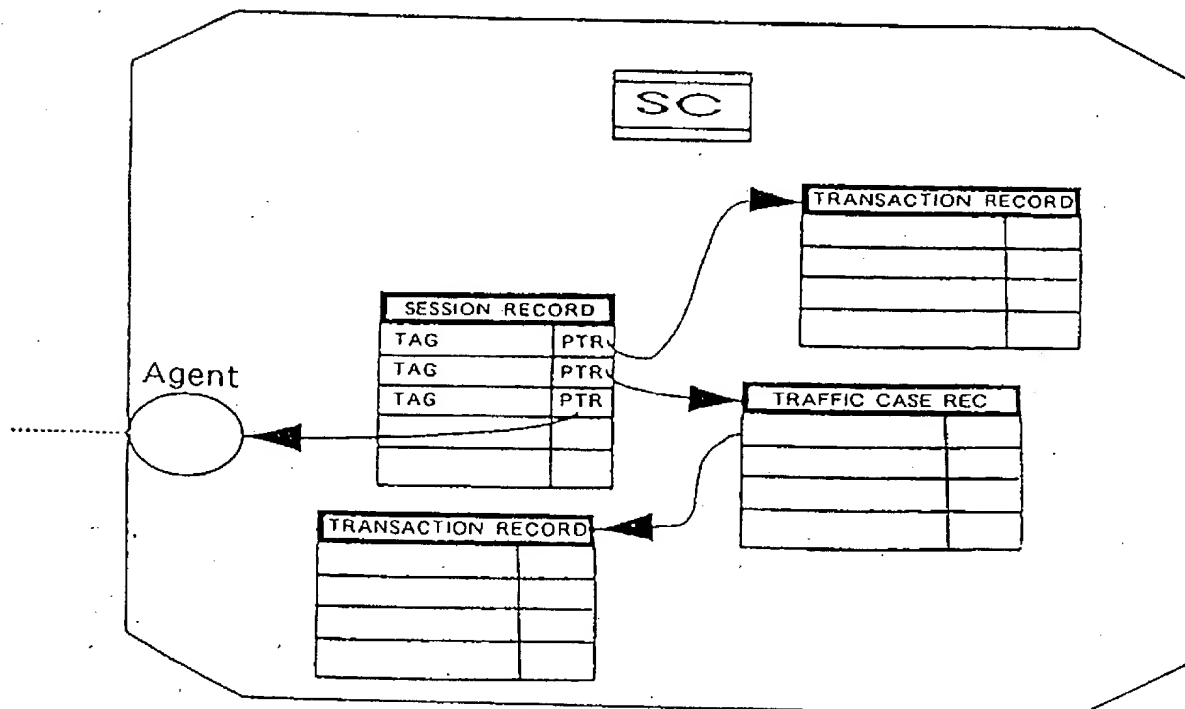 SC
TRANSACTION RECORD
SESSION RECORD
TAG PTR
TAG PTR
TAG PTR
Agent
TRAFFIC CASE REC
TRANSACTION RECORD